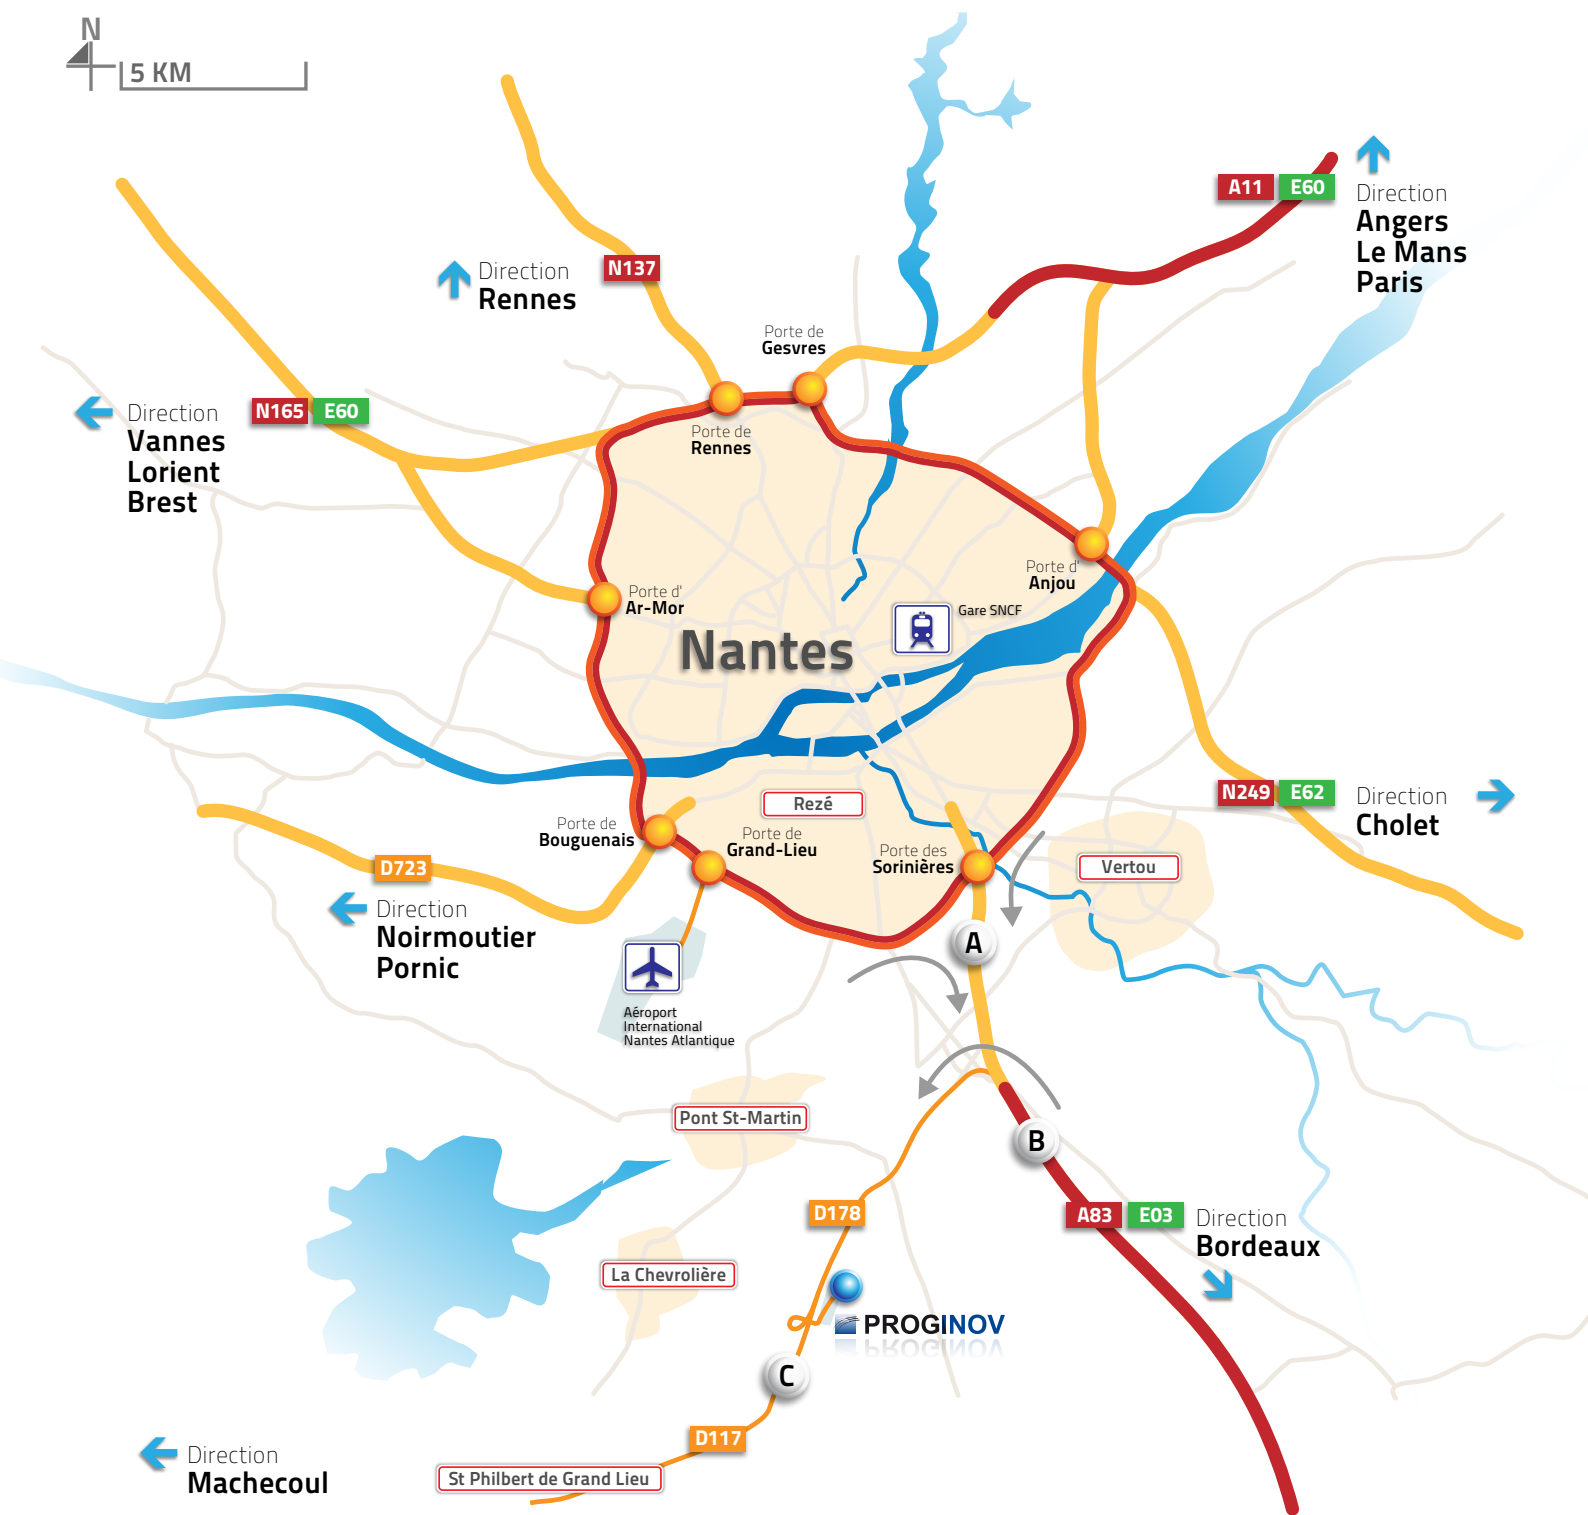 N
5 KM
A11 E60
Direction
Angers
Le Mans
Paris
Direction
Rennes
N137
Porte de
Gesvres
Direction
Vannes
Lorient
Brest
N165 E60
Porte de
Rennes
Porte d'
Anjou
Porte d'
Ar-Mor
Gare SNCF
Nantes
N249 E62
Direction
Cholet
Rezé
Porte de
Bouguenais
Porte de
Grand-Lieu
Porte des
Sorinières
Vertou
D723
Direction
Noirmoutier
Pornic
A
Aéroport
International
Nantes Atlantique
Pont St-Martin
B
D178
A83 E03
Direction
Bordeaux
La Chevrolière
PROGINOV
C
D117
Direction
Machecoul
St Philbert de Grand Lieu